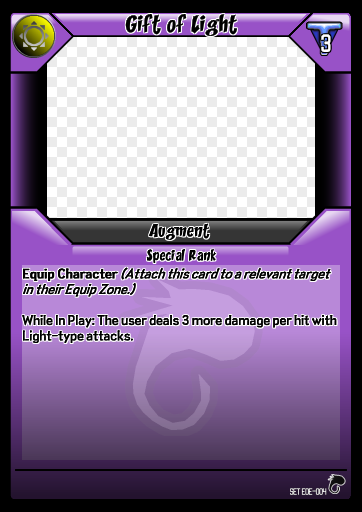 Gift of Light
3
Augment
Special Rank
Equip Character (Attach this card to a relevant target
in their Equip Zone.)
While In Play: The user deals 3 more damage per hit with
Light-type attacks.
SET EDE-004